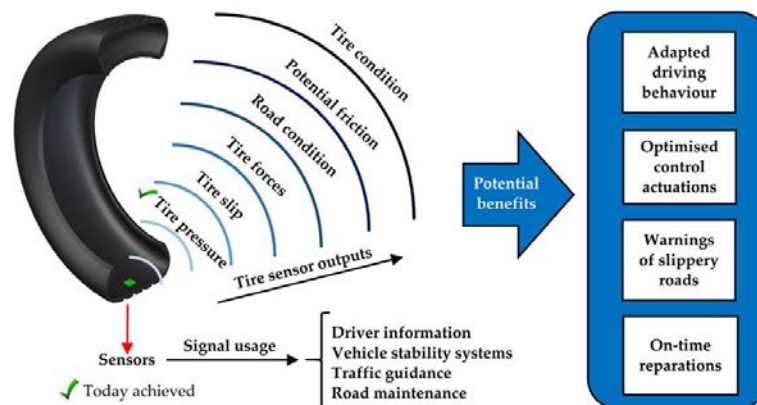 Tire condition
Potential friction
Road condition
Tire forces
Tire slip
Tire pressure
Tire sensor outputs
Sensors
Signal usage
Today achieved
Driver information
Vehicle stability systems
Traffic guidance
Road maintenance
Potential
benefits
Adapted
driving
behaviour
Optimised
control
actuations
Warnings
of slippery
roads
On-time
reparations